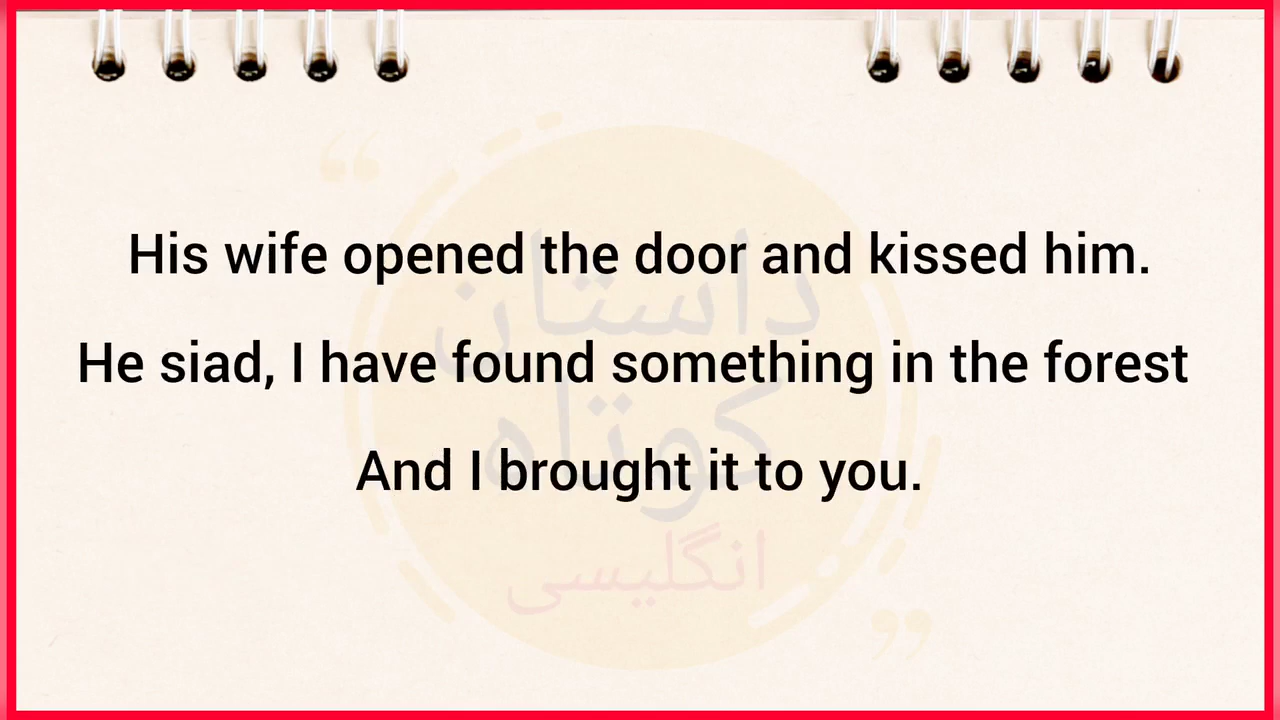 His wife opened the door and kissed him.
He siad, I have found something in the forest
And I brought it to you.
داستان
کوتاه
انگلیسی